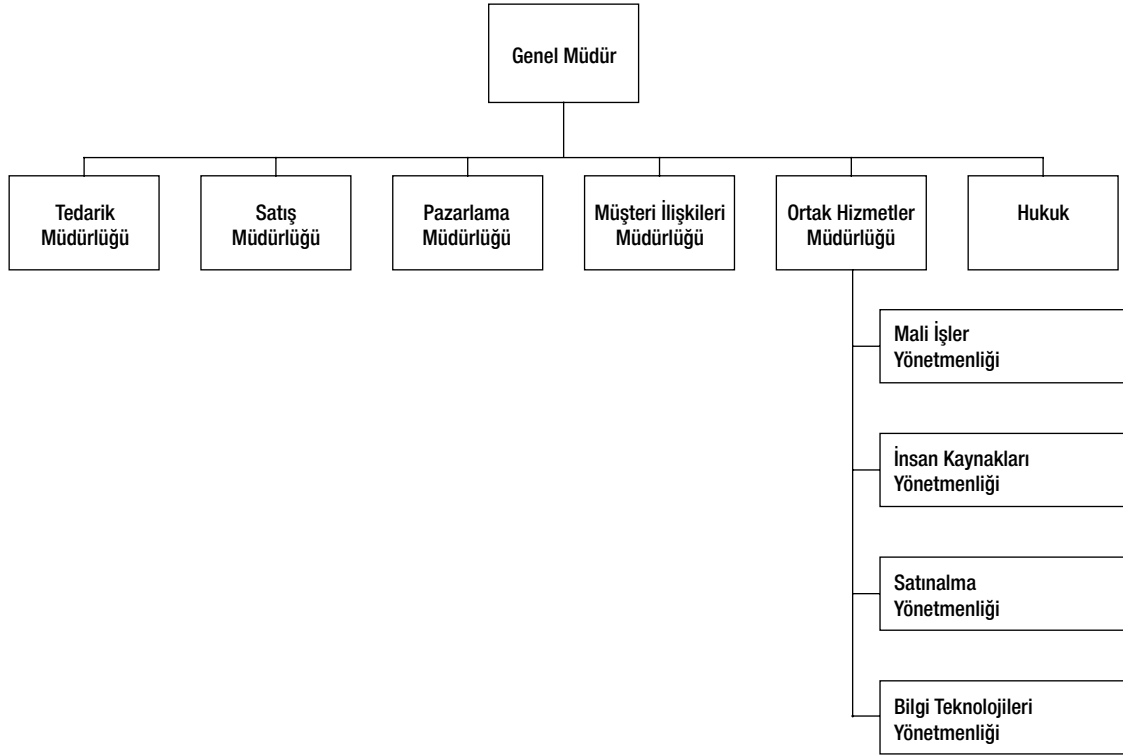 Genel Müdür
Tedarik
Müdürlüğü
Satış
Müdürlüğü
Pazarlama
Müdürlüğü
Müşteri İlişkileri
Müdürlüğü
Ortak Hizmetler
Müdürlüğü
Hukuk
Mali İşler
Yönetmenliği
İnsan Kaynakları
Yönetmenliği
Satınalma
Yönetmenliği
Bilgi Teknolojileri
Yönetmenliği